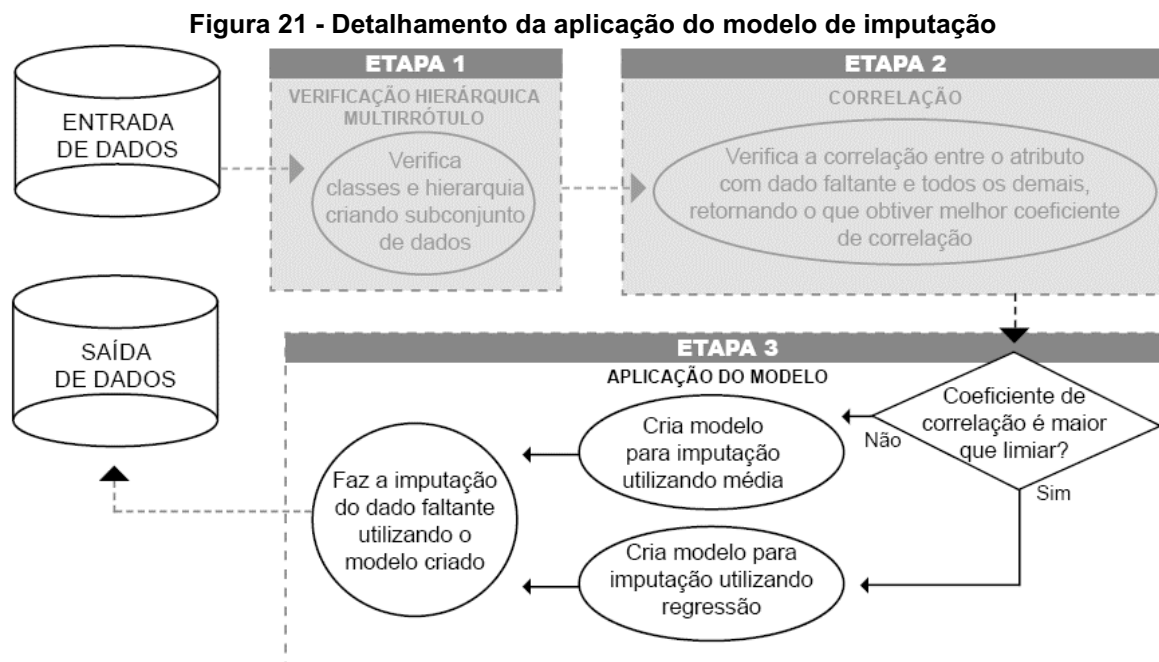 Figura 21 - Detalhamento da aplicação do modelo de imputação
ENTRADA
DE DADOS
ETAPA 1
VERIFICAÇÃO HIERÁRQUICA
MULTIRRÓTULO
Verifica
classes e hierarquia
criando subconjunto
de dados
ETAPA 2
CORRELAÇÃO
Verifica a correlação entre o atributo
com dado faltante e todos os demais,
retornando o que obtiver melhor coeficiente
de correlação
ETAPA 3
APLICAÇÃO DO MODELO
Coeficiente de
correlação é maior
que limiar?
Não
Sim
Cria modelo
para imputação
utilizando média
Cria modelo para
imputação utilizando
regressão
Faz a imputação
do dado faltante
utilizando o
modelo criado
SAÍDA
DE DADOS